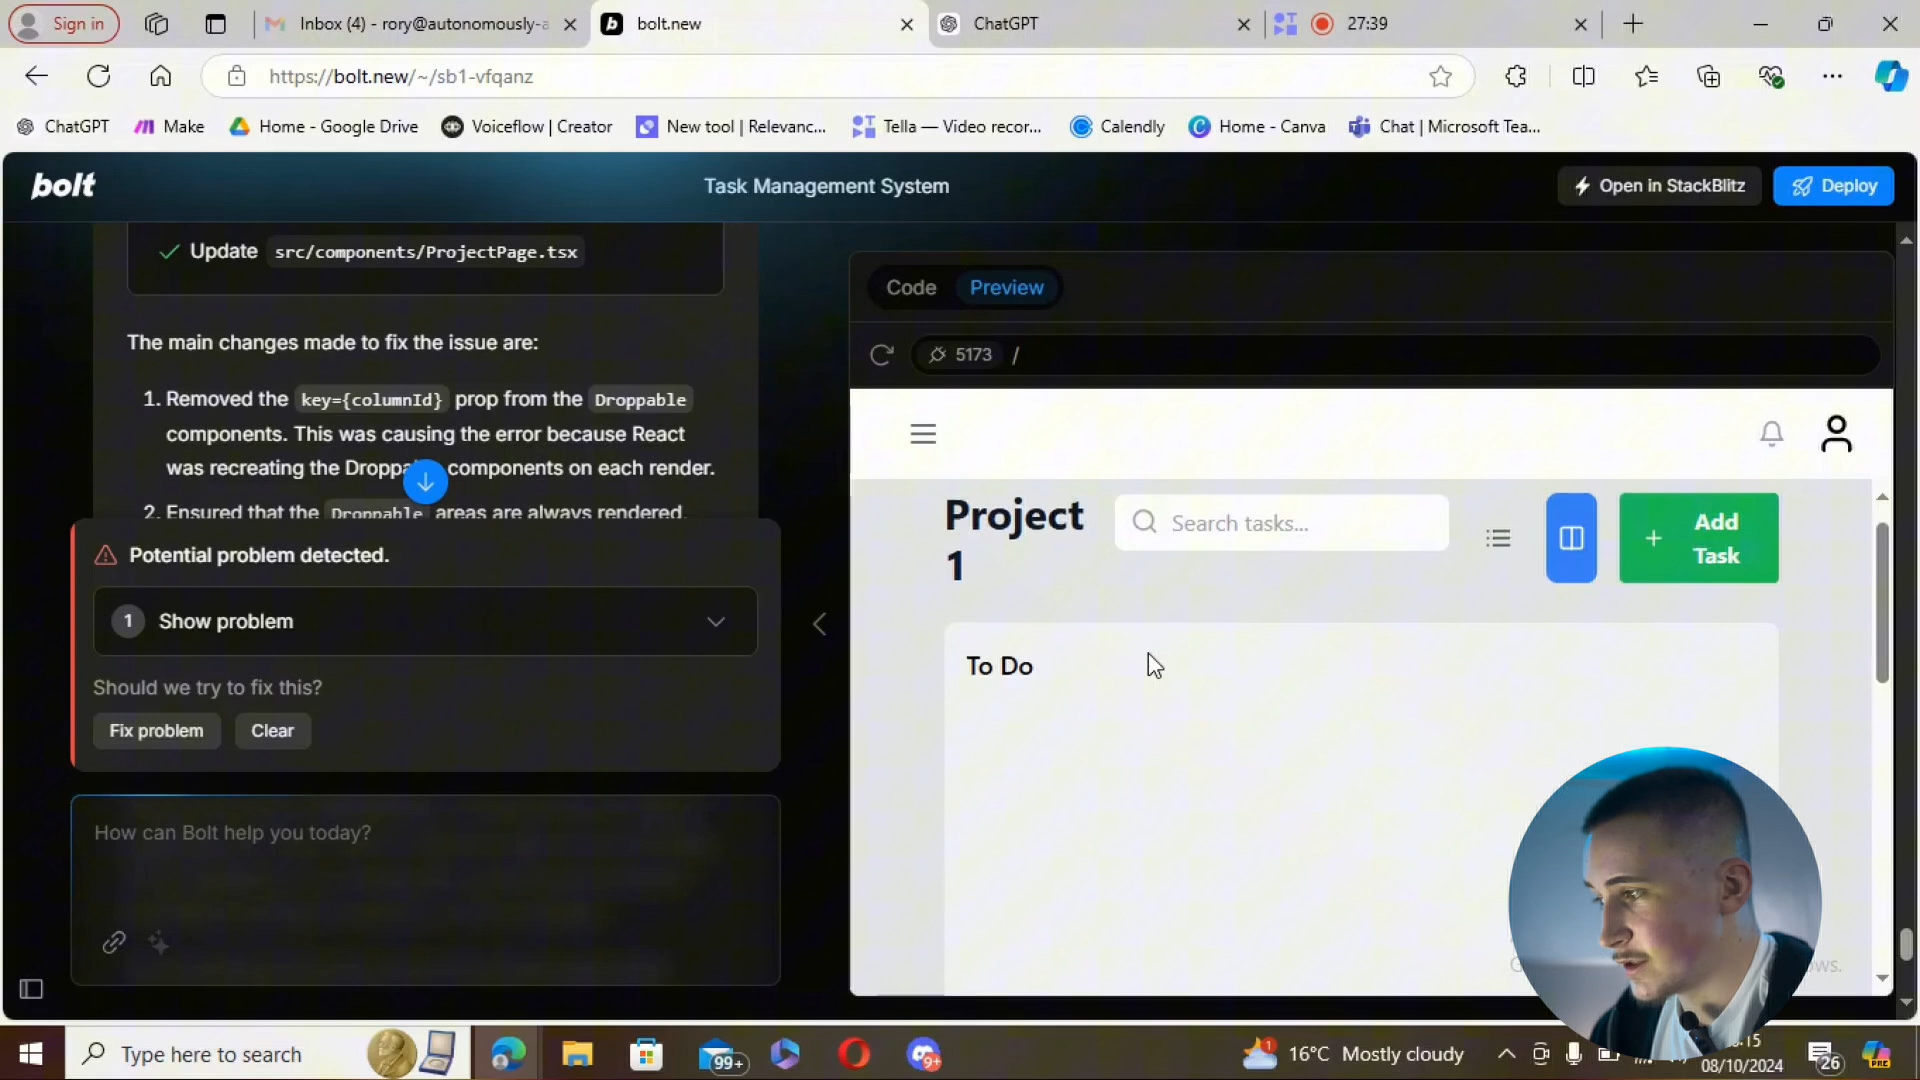 Sign in
Inbox (4) - rory@autonomously-a
bolt.new
ChatGPT
27:39
https://bolt.new/~/sb1-vfqanz
ChatGPT
Make
Home - Google Drive
Voiceflow | Creator
New tool | Relevanc...
Tella — Video recor...
Calendly
Home - Canva
Chat | Microsoft Tea...
bolt
Task Management System
Open in StackBlitz
Deploy
Update src/components/ProjectPage.tsx
The main changes made to fix the issue are:
1. Removed the key={columnId} prop from the Droppable
components. This was causing the error because React
was recreating the components on each render.
2. Ensured that the Droppable areas are always rendered,
Potential problem detected.
1 Show problem
Should we try to fix this?
Fix problem
Clear
How can Bolt help you today?
Code
Preview
5173 /
Project
1
Search tasks...
+ Add
Task
To Do
Type here to search
99+
9+
1
16°C Mostly cloudy
08/10/2024
26
PRE